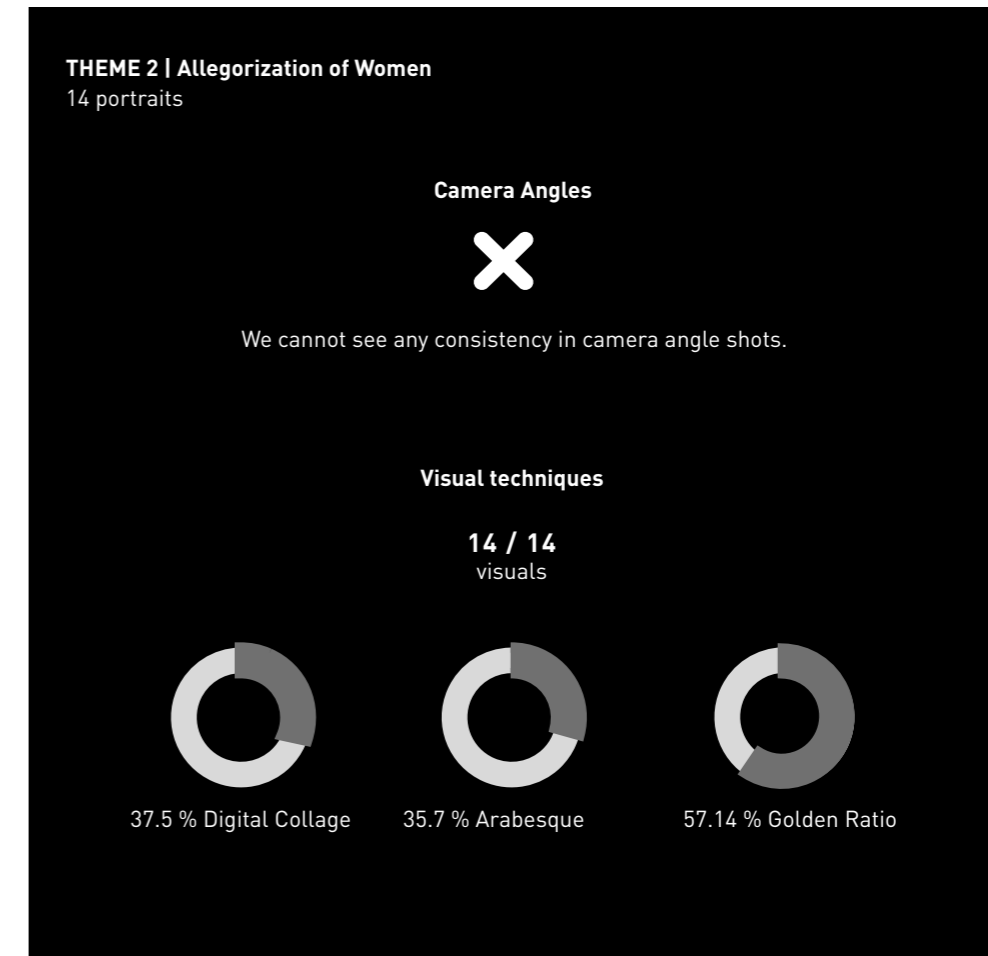 THEME 2 | Allegorization of Women
14 portraits
Camera Angles
We cannot see any consistency in camera angle shots.
Visual techniques
14 / 14
visuals
37.5 % Digital Collage
35.7 % Arabesque
57.14 % Golden Ratio